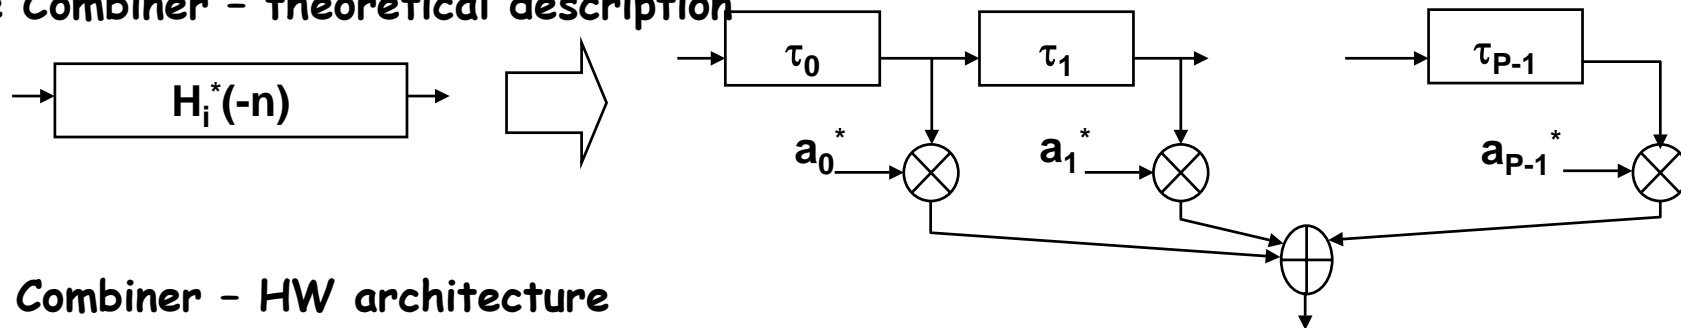 Combiner – theoretical description
τ0
τ1
τP-1
Hi*(-n)
a0*
a1*
aP-1*
Combiner – HW architecture